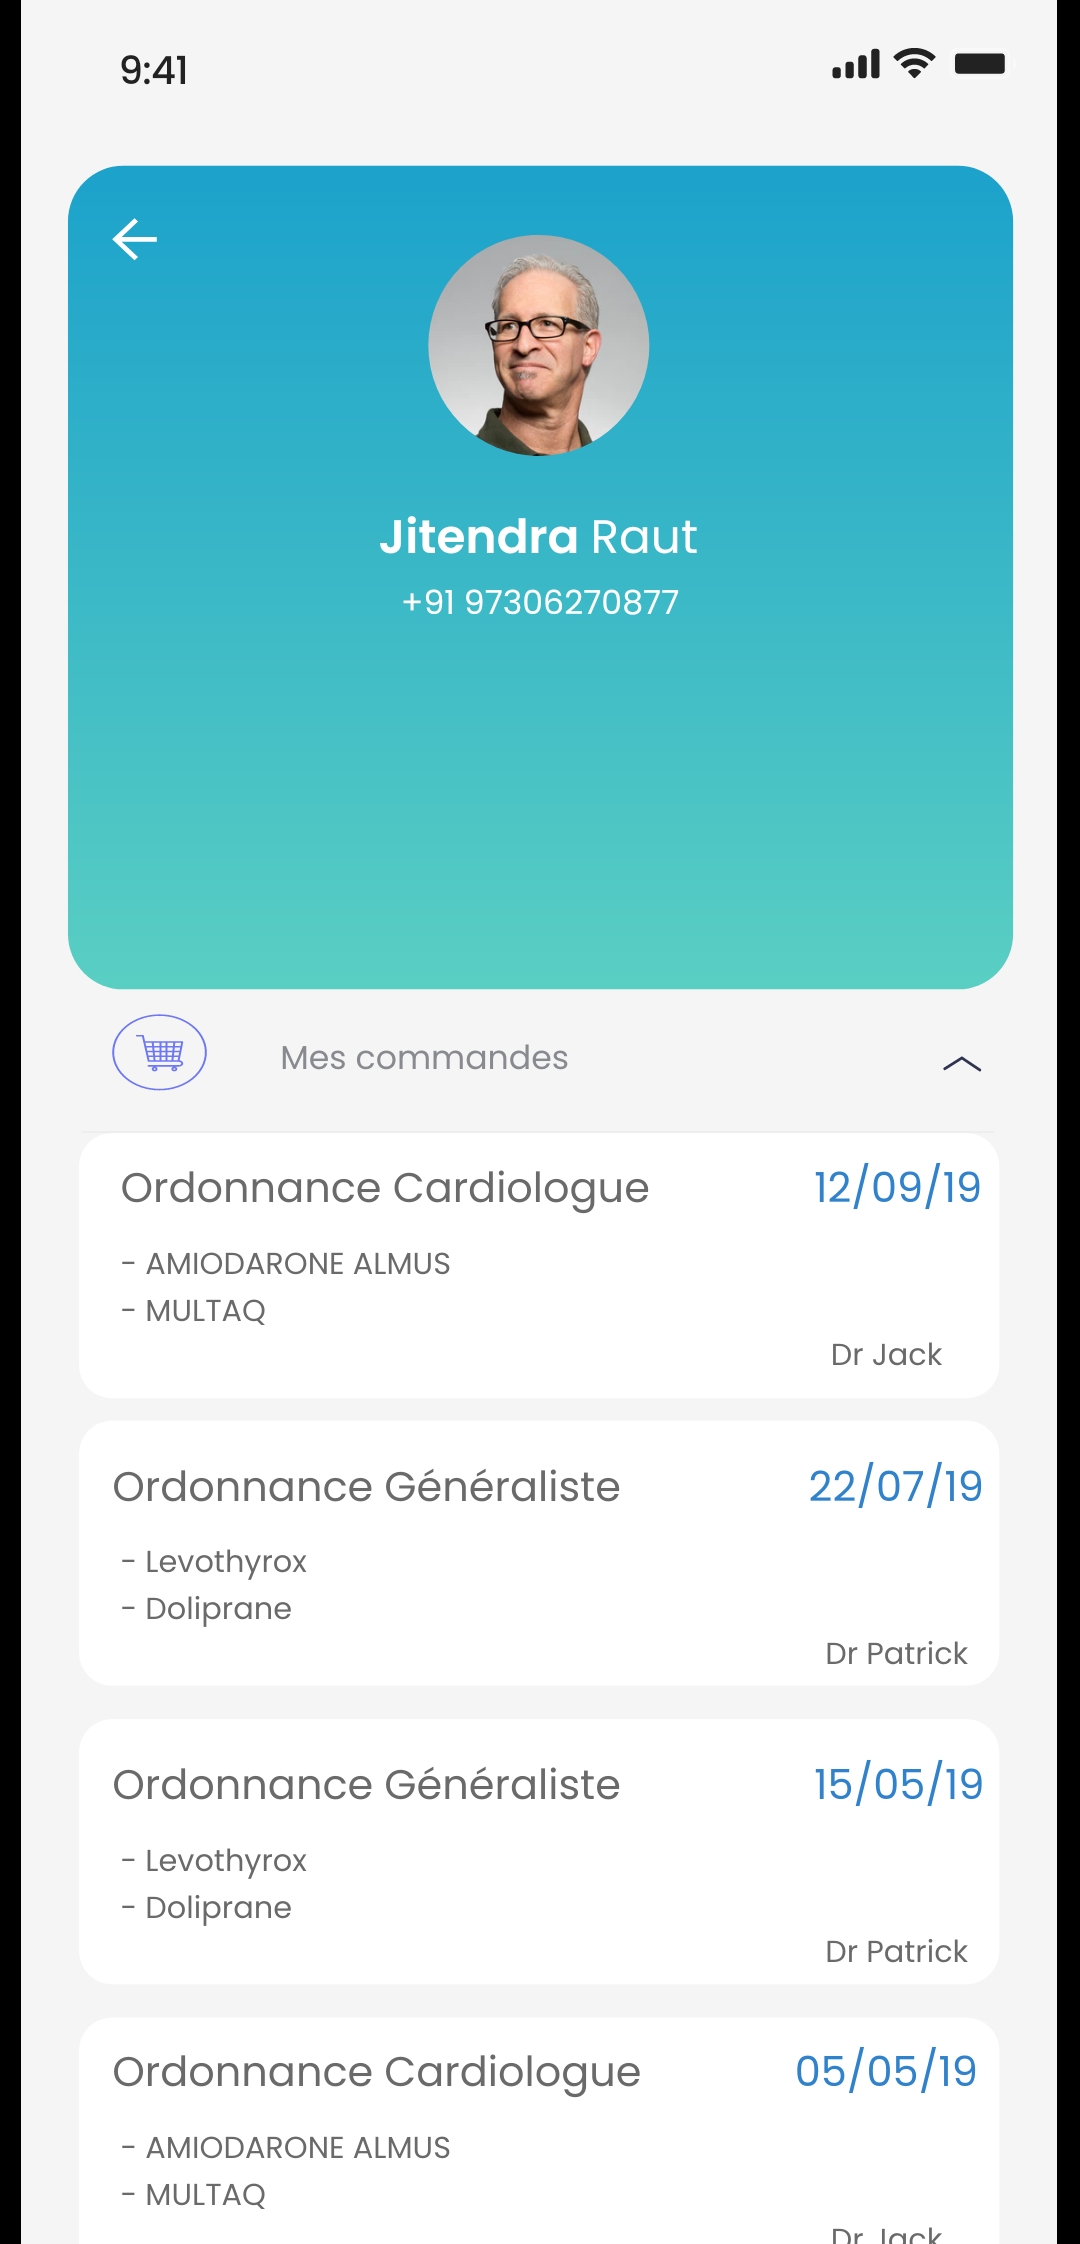 9:41
Jitendra Raut
+91 97306270877
Mes commandes
Ordonnance Cardiologue 12/09/19
- AMIODARONE ALMUS
- MULTAQ
Dr Jack
Ordonnance Généraliste 22/07/19
- Levothyrox
- Doliprane
Dr Patrick
Ordonnance Généraliste 15/05/19
- Levothyrox
- Doliprane
Dr Patrick
Ordonnance Cardiologue 05/05/19
- AMIODARONE ALMUS
- MULTAQ
Dr Jack